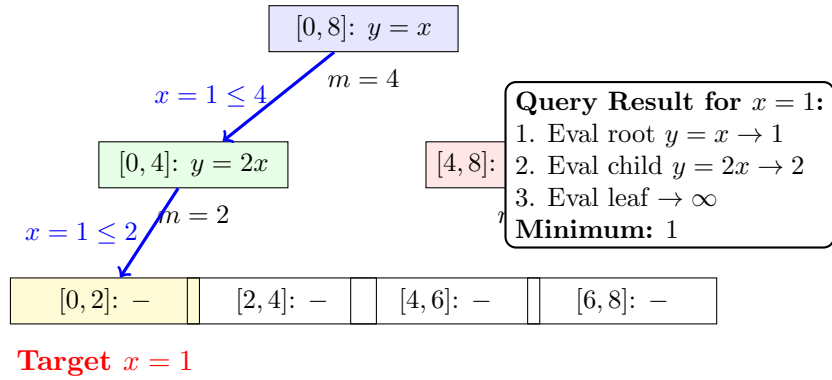 [0, 8]: y = x
m = 4
x = 1 ≤ 4
Query Result for x = 1:
1. Eval root y = x → 1
2. Eval child y = 2x → 2
3. Eval leaf → ∞
Minimum: 1
[0, 4]: y = 2x
[4, 8]:
m = 2
x = 1 ≤ 2
[0, 2]: −
[2, 4]: −
[4, 6]: −
[6, 8]: −
Target x = 1